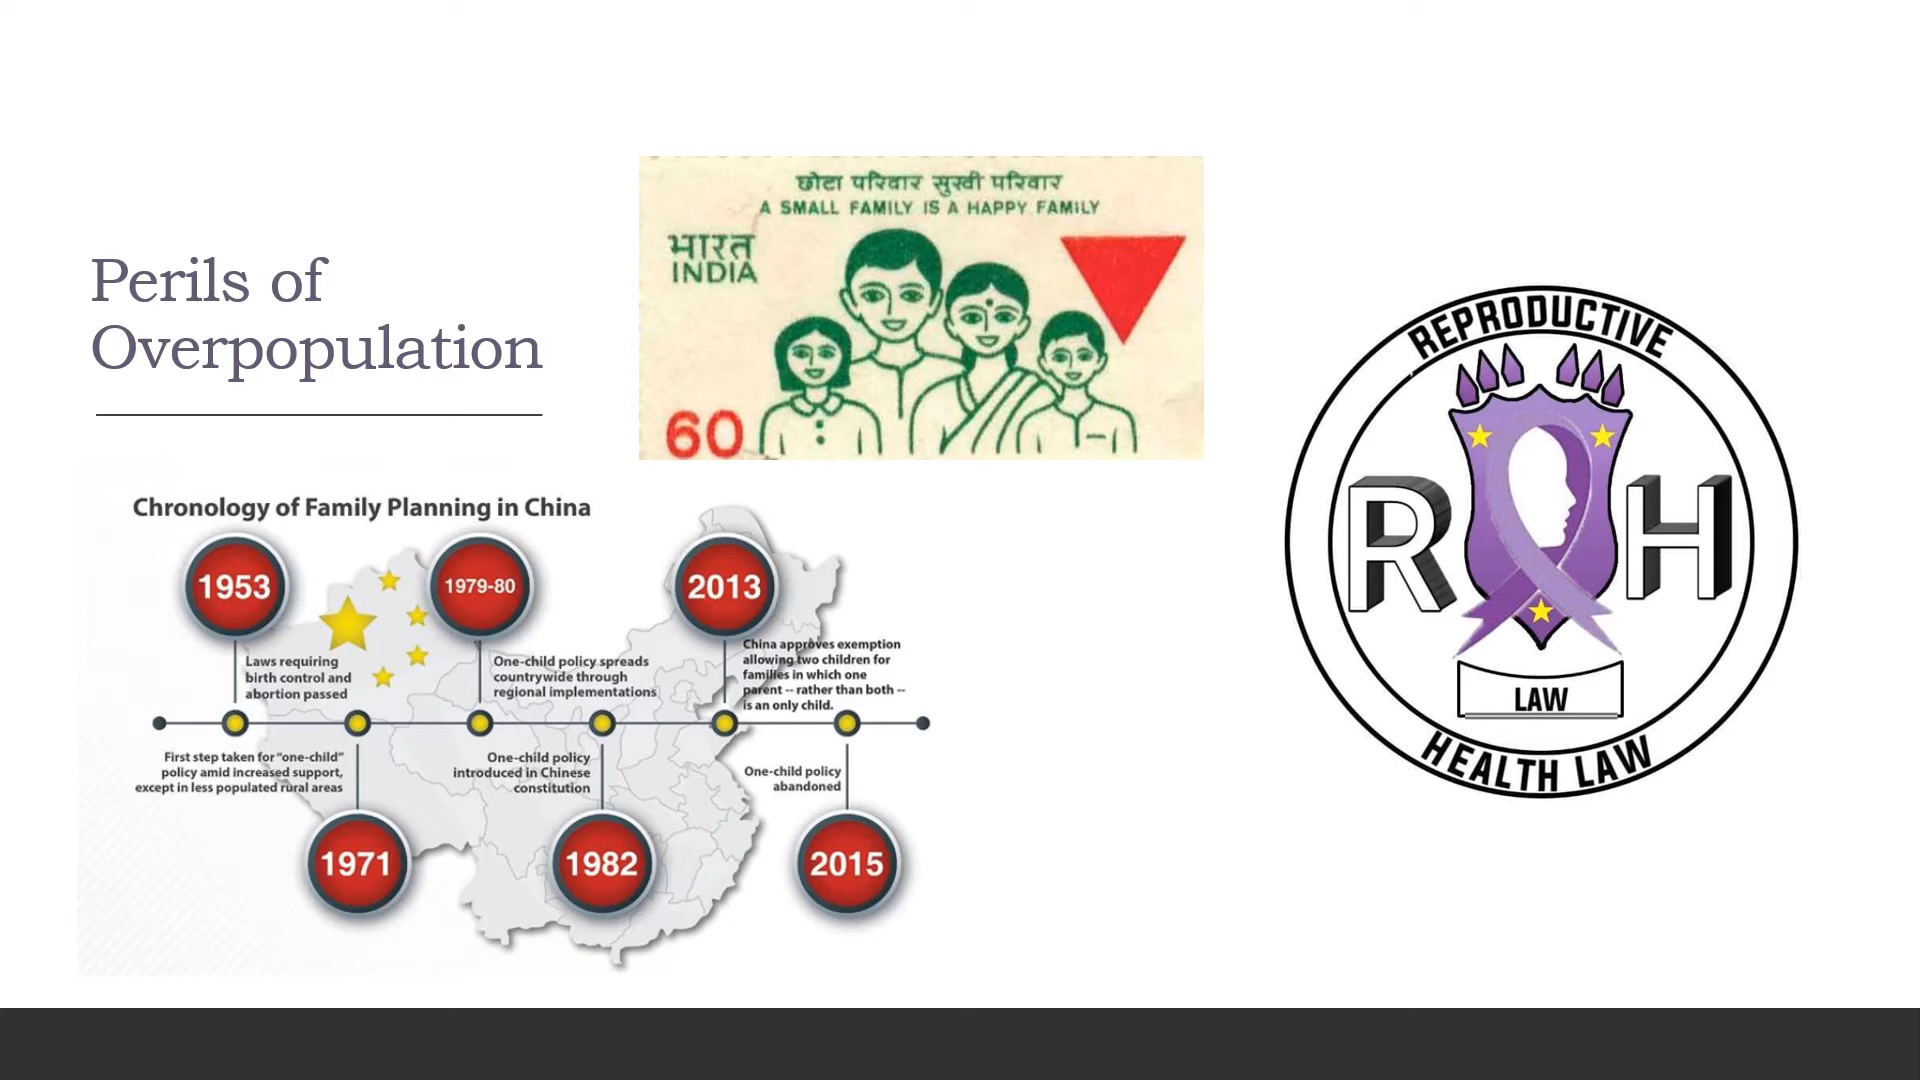 Perils of
Overpopulation
छोटा परिवार सुखी परिवार
A SMALL FAMILY IS A HAPPY FAMILY
भारत
INDIA
60
Chronology of Family Planning in China
1953
1979-80
2013
Laws requiring
birth control and
abortion passed
One-child policy spreads
countrywide through
regional implementations
China approves exemption
allowing two children for
families in which one
parent -- rather than both --
is an only child.
First step taken for “one-child”
policy amid increased support,
except in less populated rural areas
One-child policy
introduced in Chinese
constitution
One-child policy
abandoned
1971
1982
2015
REPRODUCTIVE
R H
LAW
HEALTH LAW